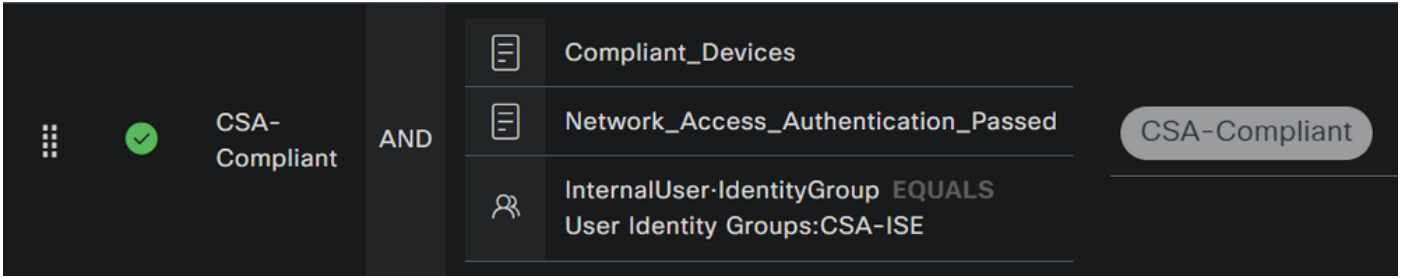 CSA-
Compliant
AND
Compliant_Devices
Network_Access_Authentication_Passed
InternalUser·IdentityGroup EQUALS
User Identity Groups:CSA-ISE
CSA-Compliant